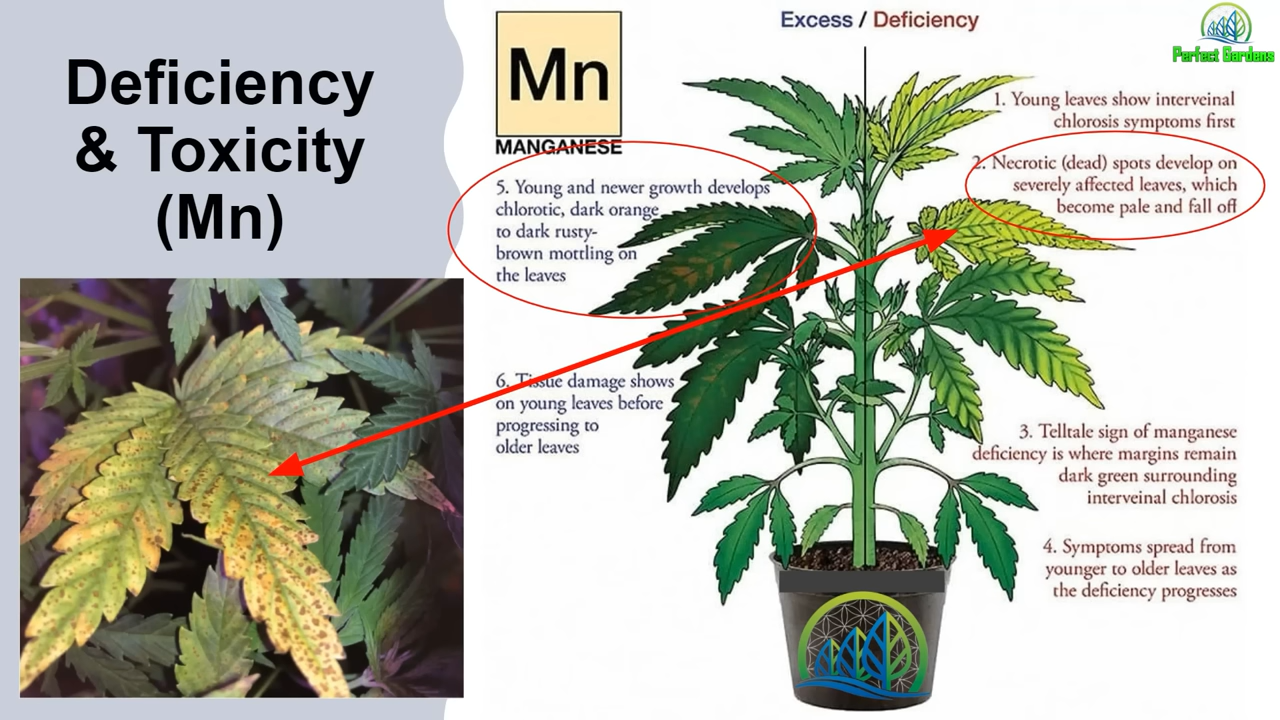 Deficiency
& Toxicity
(Mn)
Mn
MANGANESE
Excess / Deficiency
Perfect Gardens
1. Young leaves show interveinal
chlorosis symptoms first
2. Necrotic (dead) spots develop on
severely affected leaves, which
become pale and fall off
3. Telltale sign of manganese
deficiency is where margins remain
dark green surrounding
interveinal chlorosis
4. Symptoms spread from
younger to older leaves as
the deficiency progresses
5. Young and newer growth develops
chlorotic, dark orange
to dark rusty-
brown mottling on
the leaves
6. Tissue damage shows
on young leaves before
progressing to
older leaves